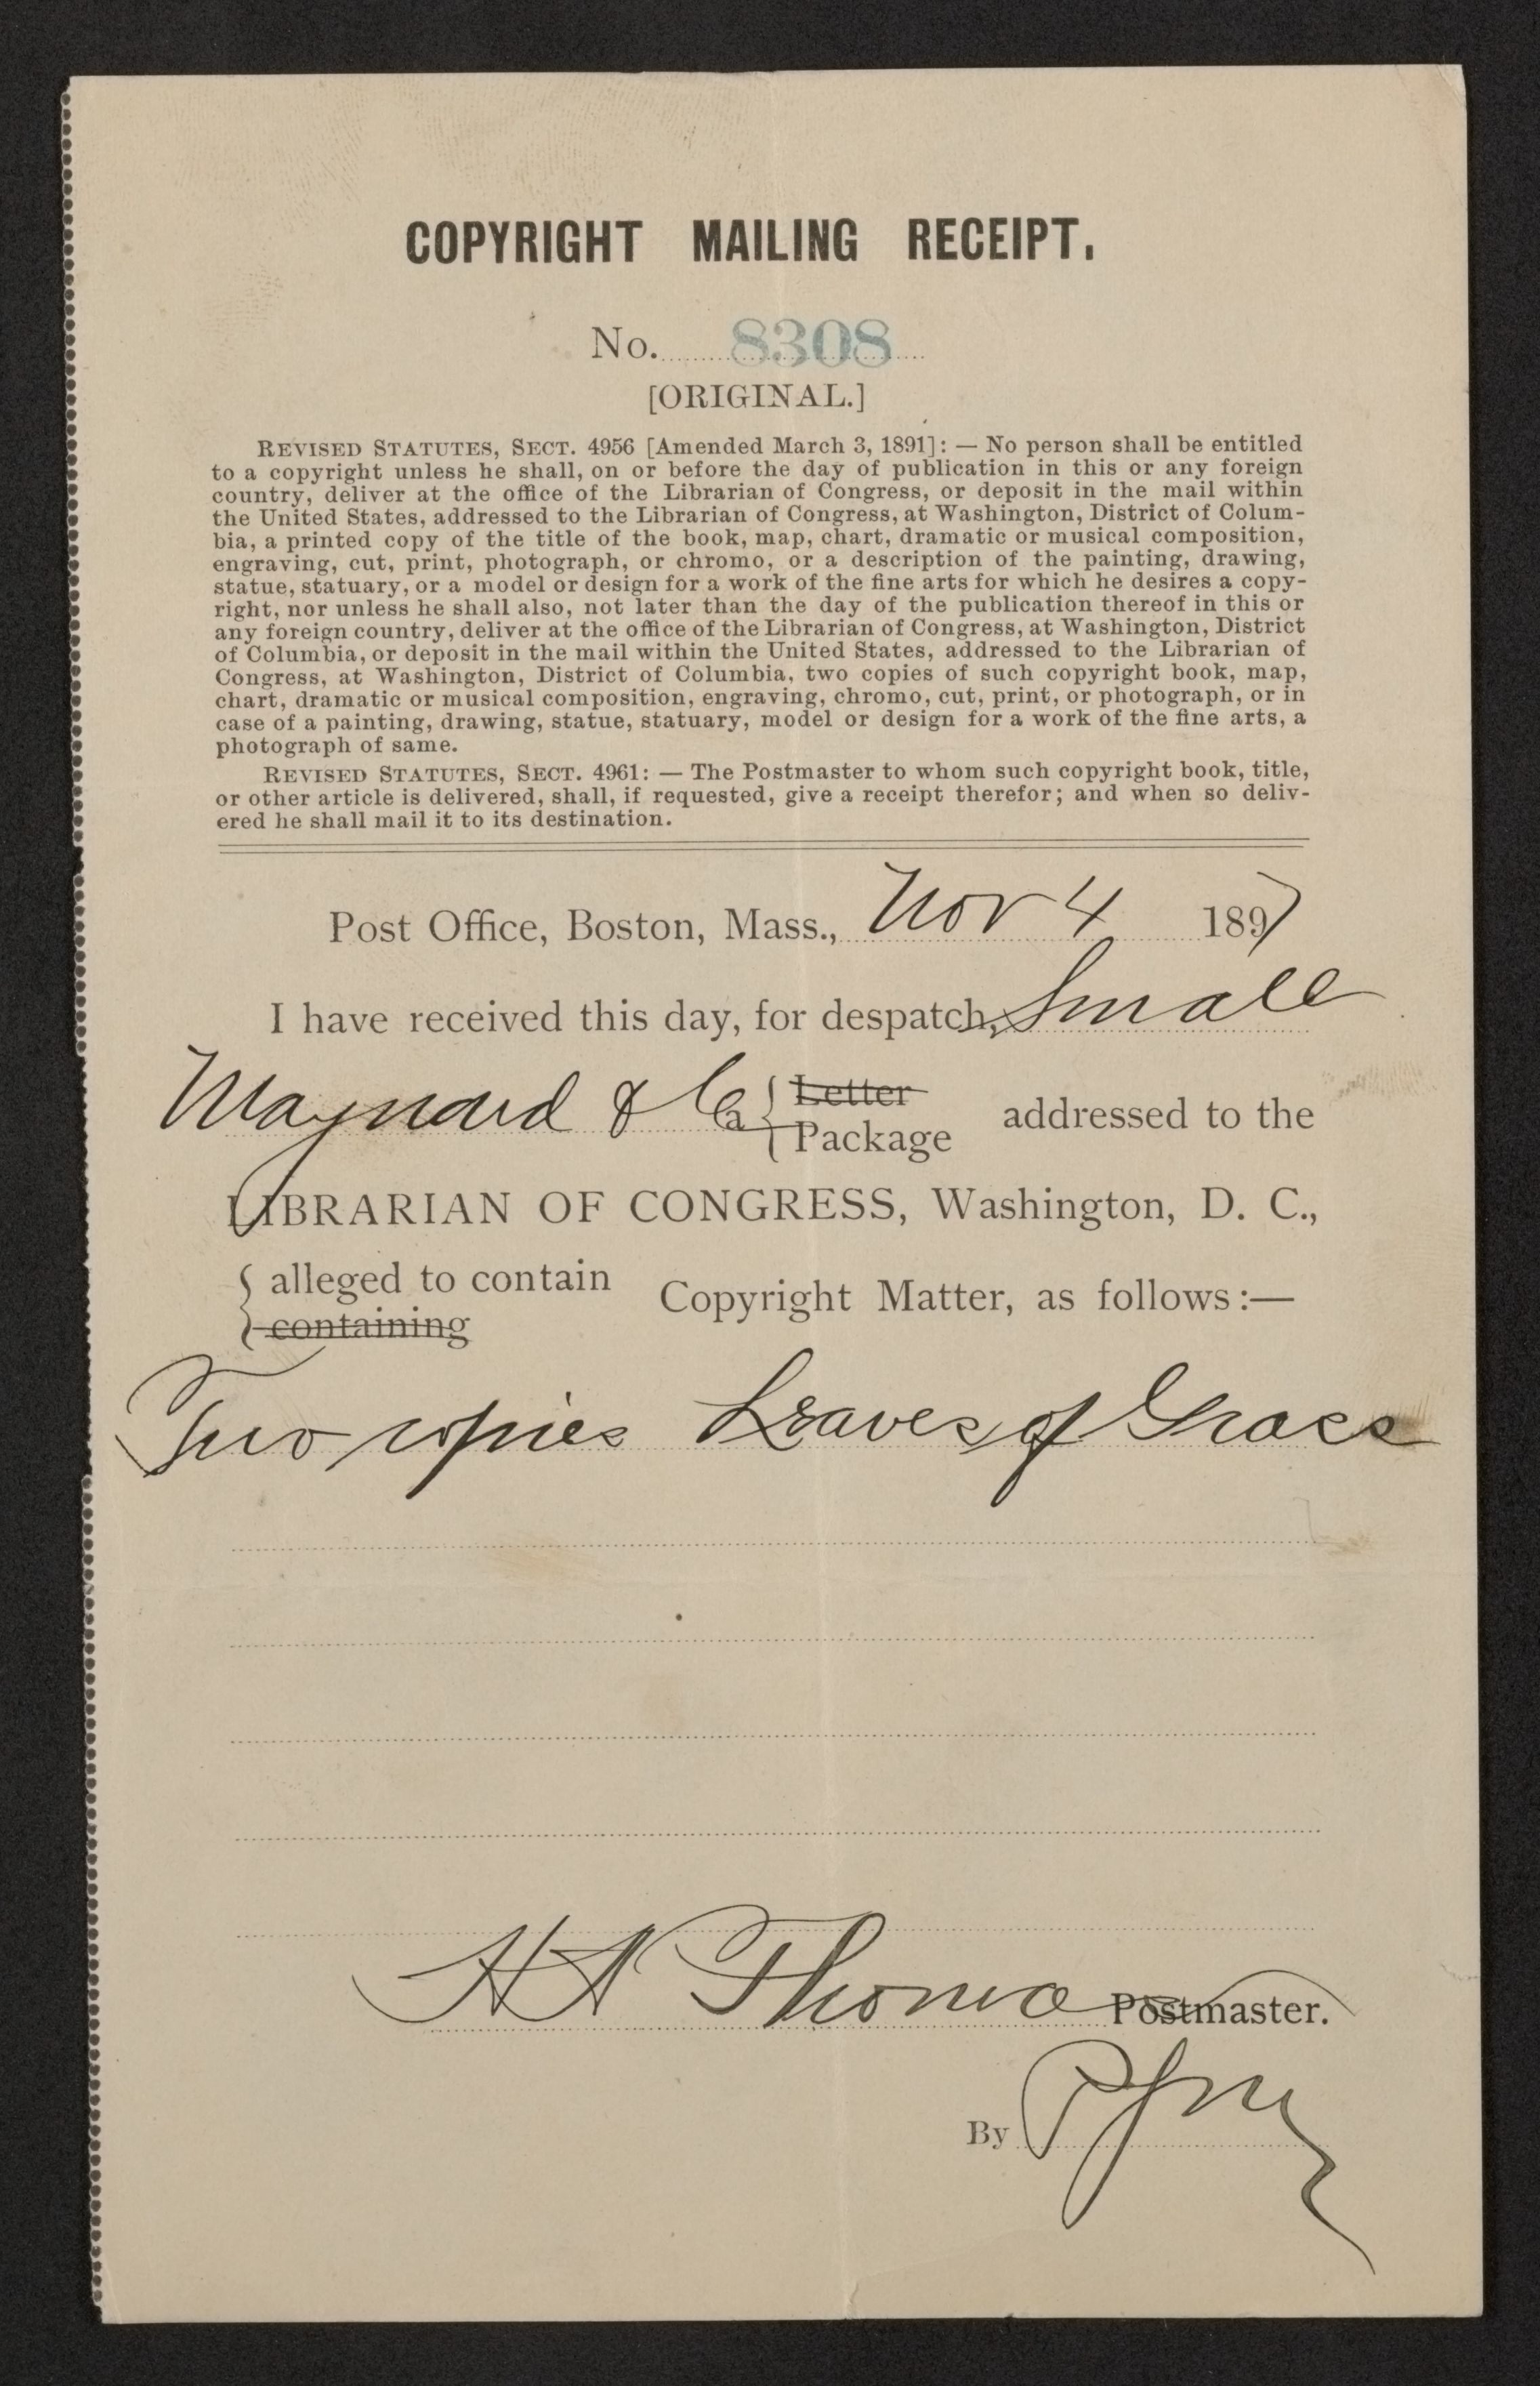 COPYRIGHT MAILING RECEIPT.
No. 8308
[ORIGINAL.]
REVISED STATUTES, SECT. 4956 [Amended March 3, 1891]: — No person shall be entitled
to a copyright unless he shall, on or before the day of publication in this or any foreign
country, deliver at the office of the Librarian of Congress, or deposit in the mail within
the United States, addressed to the Librarian of Congress, at Washington, District of Colum-
bia, a printed copy of the title of the book, map, chart, dramatic or musical composition,
engraving, cut, print, photograph, or chromo, or a description of the painting, drawing,
statue, statuary, or a model or design for a work of the fine arts for which he desires a copy-
right, nor unless he shall also, not later than the day of the publication thereof in this or
any foreign country, deliver at the office of the Librarian of Congress, at Washington, District
of Columbia, or deposit in the mail within the United States, addressed to the Librarian of
Congress, at Washington, District of Columbia, two copies of such copyright book, map,
chart, dramatic or musical composition, engraving, chromo, cut, print, or photograph, or in
case of a painting, drawing, statue, statuary, model or design for a work of the fine arts, a
photograph of same.
REVISED STATUTES, SECT. 4961: — The Postmaster to whom such copyright book, title,
or other article is delivered, shall, if requested, give a receipt therefor; and when so deliv-
ered he shall mail it to its destination.
Post Office, Boston, Mass., Nov 4 1897
I have received this day, for despatch, Small
Maynard & Co a { Letter
Package addressed to the
LIBRARIAN OF CONGRESS, Washington, D. C.,
{ alleged to contain
containing Copyright Matter, as follows:—
Two copies Leaves of Grass
H A Thomas Postmaster.
By